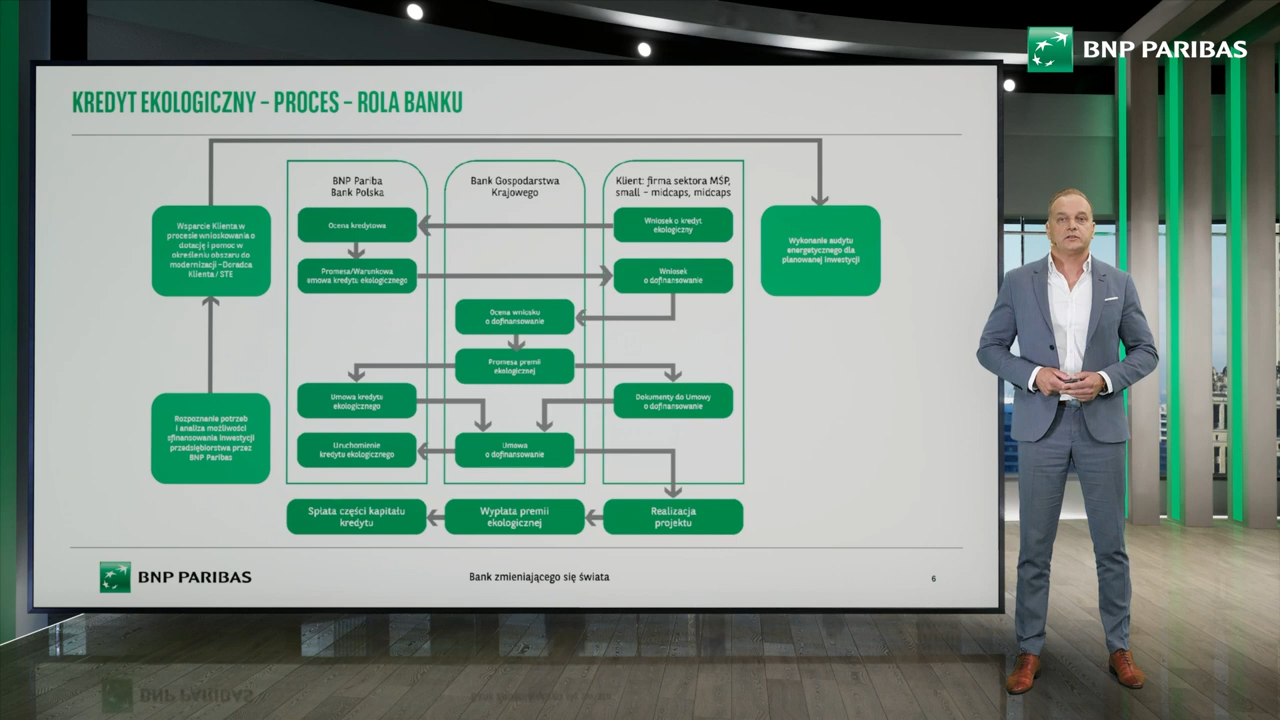 BNP PARIBAS
KREDYT EKOLOGICZNY – PROCES – ROLA BANKU
BNP Pariba
Bank Polska
Bank Gospodarstwa
Krajowego
Klient: firma sektora MŚP,
small – midcaps, midcaps
Wsparcie Klienta w
procesie wnioskowania o
dotację i pomoc w
określeniu obszaru do
modernizacji –Doradca
Klienta / STE
Ocena kredytowa
Wniosek o kredyt
ekologiczny
Wykonanie audytu
energetycznego dla
planowanej inwestycji
Promesa/Warunkowa
umowa kredytu ekologicznego
Wniosek
o dofinansowanie
Ocena wniosku
o dofinansowanie
Promesa premii
ekologicznej
Rozpoznanie potrzeb
i analiza możliwości
sfinansowania inwestycji
przedsiębiorstwa przez
BNP Paribas
Umowa kredytu
ekologicznego
Dokumenty do Umowy
o dofinansowanie
Uruchomienie
kredytu ekologicznego
Umowa
o dofinansowanie
Spłata części kapitału
kredytu
Wypłata premii
ekologicznej
Realizacja
projektu
BNP PARIBAS
Bank zmieniającego się świata
6